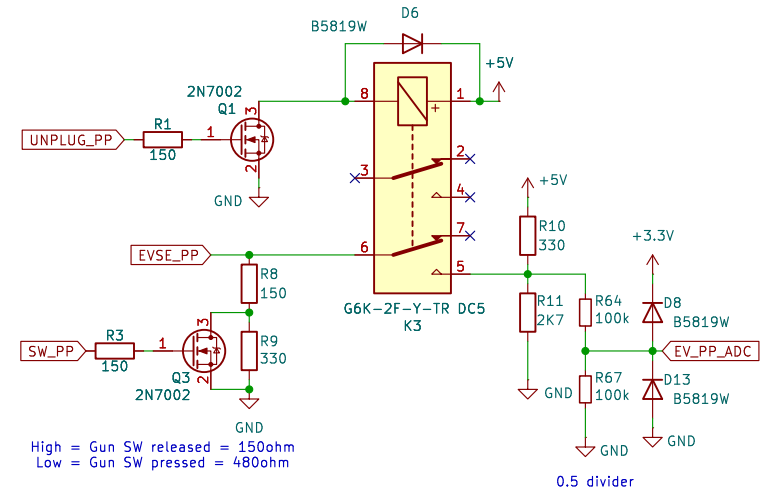 D6
B5819W
+5V
2N7002
Q1
3
8
1
R1
UNPLUG_PP
1
150
+
2
2
3
GND
4
+5V
R10
330
7
+3.3V
EVSE_PP
6
5
R8
150
R11
2K7
R64
100k
D8
B5819W
G6K-2F-Y-TR DC5
K3
R3
3
SW_PP
1
150
R9
330
EV_PP_ADC
Q3
2
2N7002
R67
100k
D13
B5819W
GND
GND
GND
GND
High = Gun SW released = 150ohm
Low = Gun SW pressed = 480ohm
0.5 divider